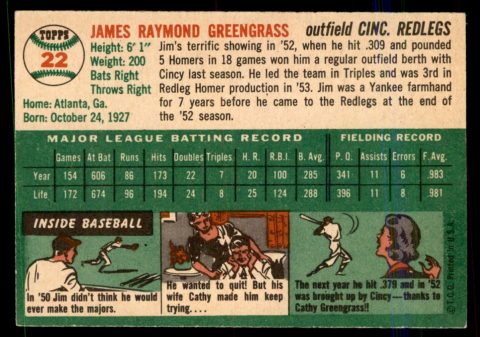 TOPPS
22
JAMES RAYMOND GREENGRASS
outfield CINC. REDLEGS
Height: 6' 1"
Weight: 200
Bats Right
Throws Right
Home: Atlanta, Ga.
Born: October 24, 1927
Jim's terrific showing in '52, when he hit .309 and pounded
5 Homers in 18 games won him a regular outfield berth with
Cincy last season. He led the team in Triples and was 3rd in
Redleg Homer production in '53. Jim was a Yankee farmhand
for 7 years before he came to the Redlegs at the end of
the '52 season.
MAJOR LEAGUE BATTING RECORD FIELDING RECORD
Games At Bat Runs Hits Doubles Triples H. R. R.B.I. B. Avg. P. O. Assists Errors F. Avg.
Year 154 606 86 173 22 7 20 100 .285 341 11 6 .983
Life 172 674 96 194 24 8 25 124 .288 396 11 8 .981
INSIDE BASEBALL
In '50 Jim didn't think he would
ever make the majors.
He wanted to quit! But his
wife Cathy made him keep
trying....
The next year he hit .379 and in '52
was brought up by Cincy—thanks to
Cathy Greengrass!!
© T.C.G. Printed in U.S.A.